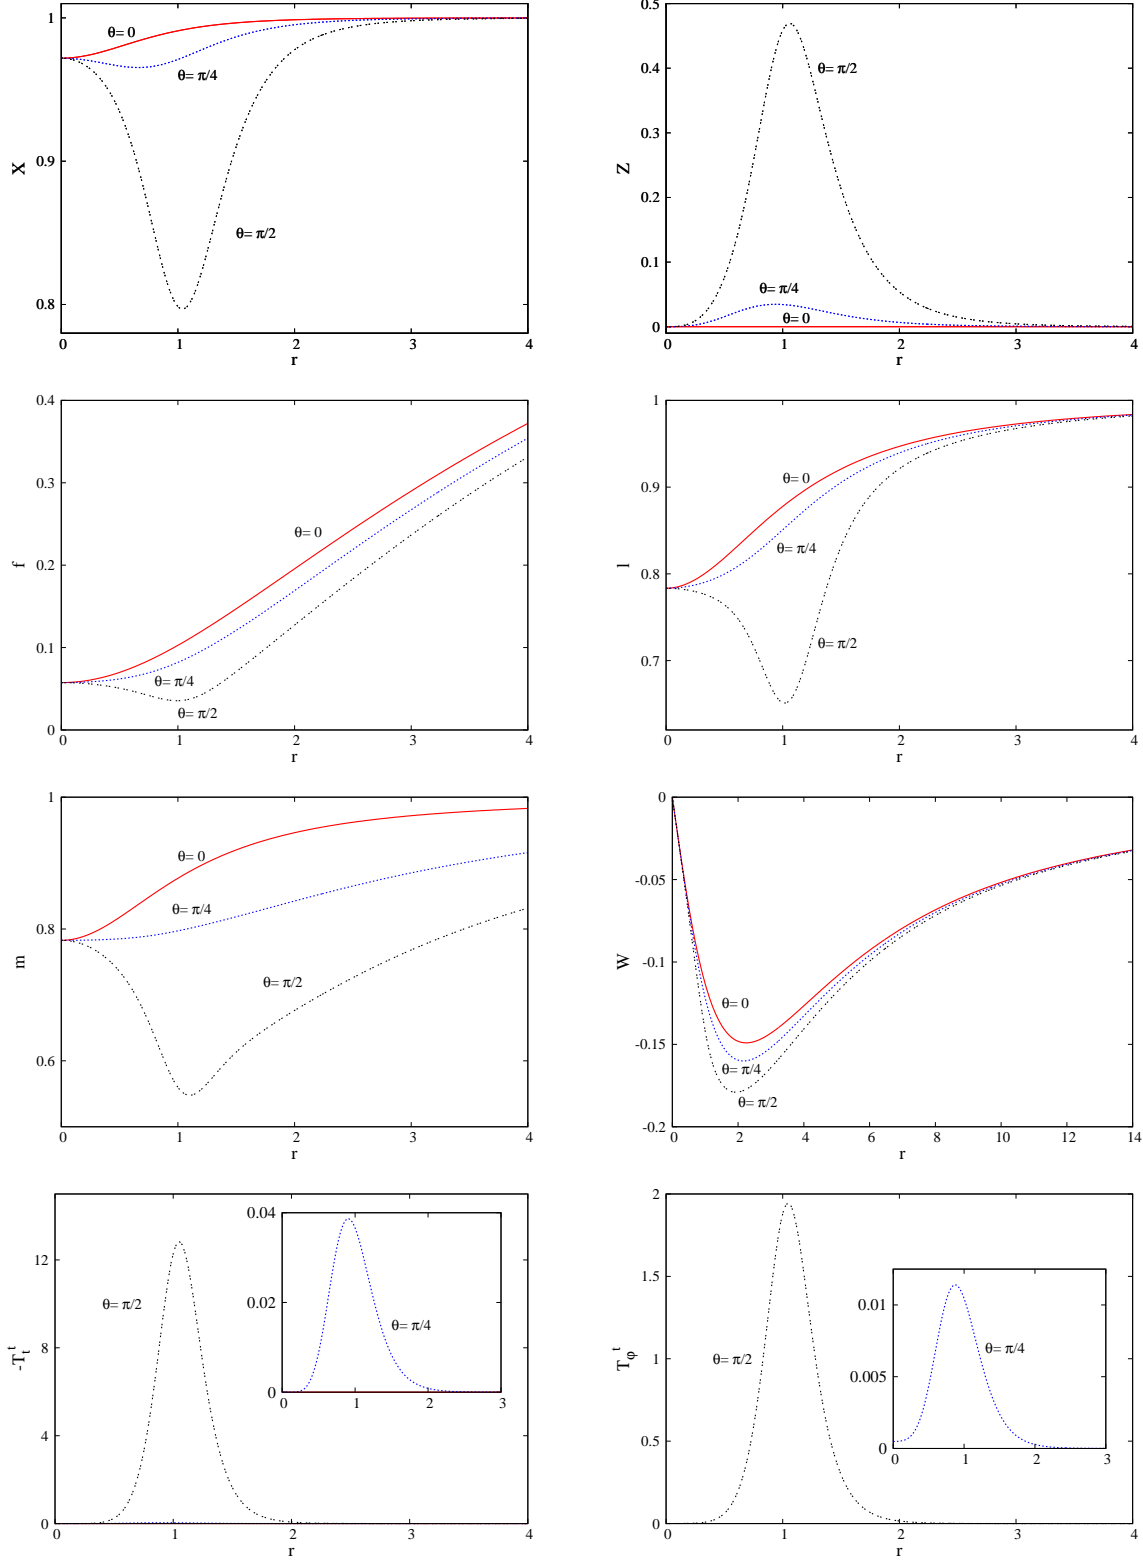 1
0.9
0.8
X
θ= 0
θ= π/4
θ= π/2
0 1 2 3 4
r
0.5
0.4
0.3
0.2
0.1
0
Z
θ= π/2
θ= π/4
θ= 0
0 1 2 3 4
r
0.4
0.3
0.2
0.1
0
f
θ= 0
θ= π/4
θ= π/2
0 1 2 3 4
r
1
0.9
0.8
0.7
l
θ= 0
θ= π/4
θ= π/2
0 1 2 3 4
r
1
0.8
0.6
m
θ= 0
θ= π/4
θ= π/2
0 1 2 3 4
r
0
-0.05
-0.1
-0.15
-0.2
W
θ= 0
θ= π/4
θ= π/2
0 2 4 6 8 10 12 14
r
12
8
4
0
-T_t^t
θ= π/2
0.04
0.02
0
θ= π/4
0 1 2 3
0 1 2 3 4
r
2
1.5
1
0.5
0
T_φ^t
θ= π/2
0.01
0.005
0
θ= π/4
0 1 2 3
0 1 2 3 4
r